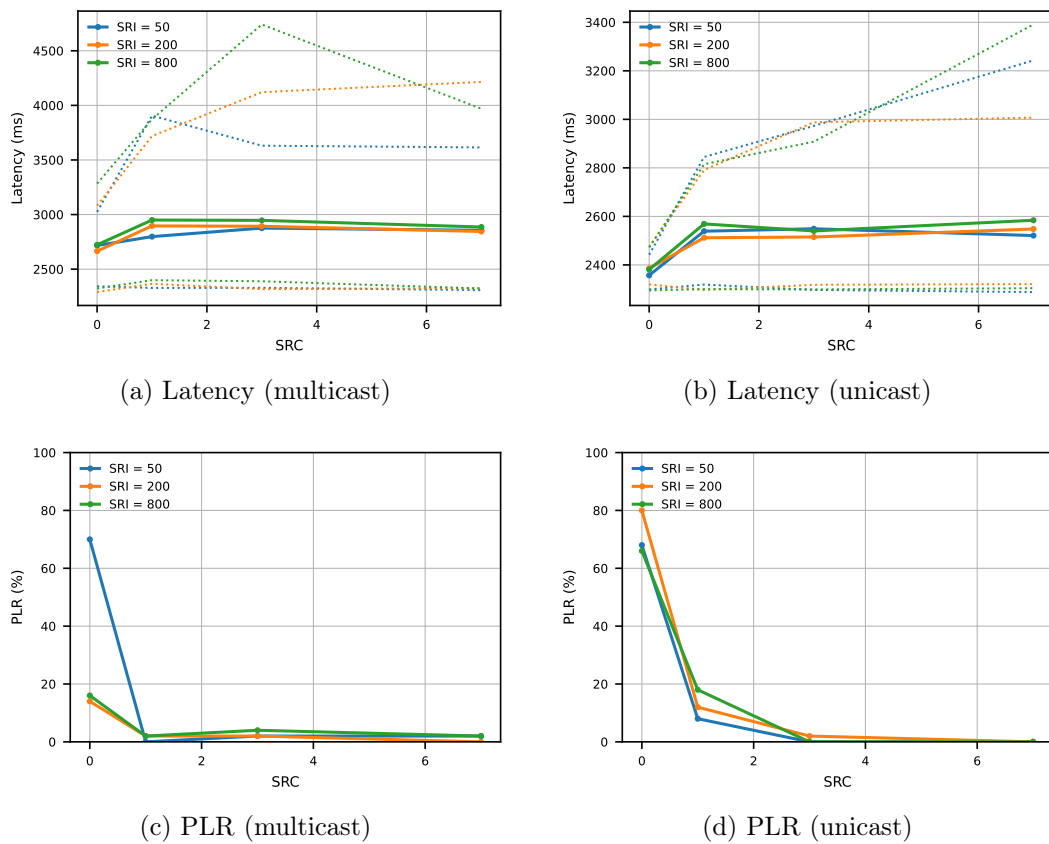 SRI = 50
SRI = 200
SRI = 800
4500
4000
3500
3000
2500
Latency (ms)
0 2 4 6
SRC
(a) Latency (multicast)
SRI = 50
SRI = 200
SRI = 800
3400
3200
3000
2800
2600
2400
Latency (ms)
0 2 4 6
SRC
(b) Latency (unicast)
SRI = 50
SRI = 200
SRI = 800
100
80
60
40
20
0
PLR (%)
0 2 4 6
SRC
(c) PLR (multicast)
SRI = 50
SRI = 200
SRI = 800
100
80
60
40
20
0
PLR (%)
0 2 4 6
SRC
(d) PLR (unicast)